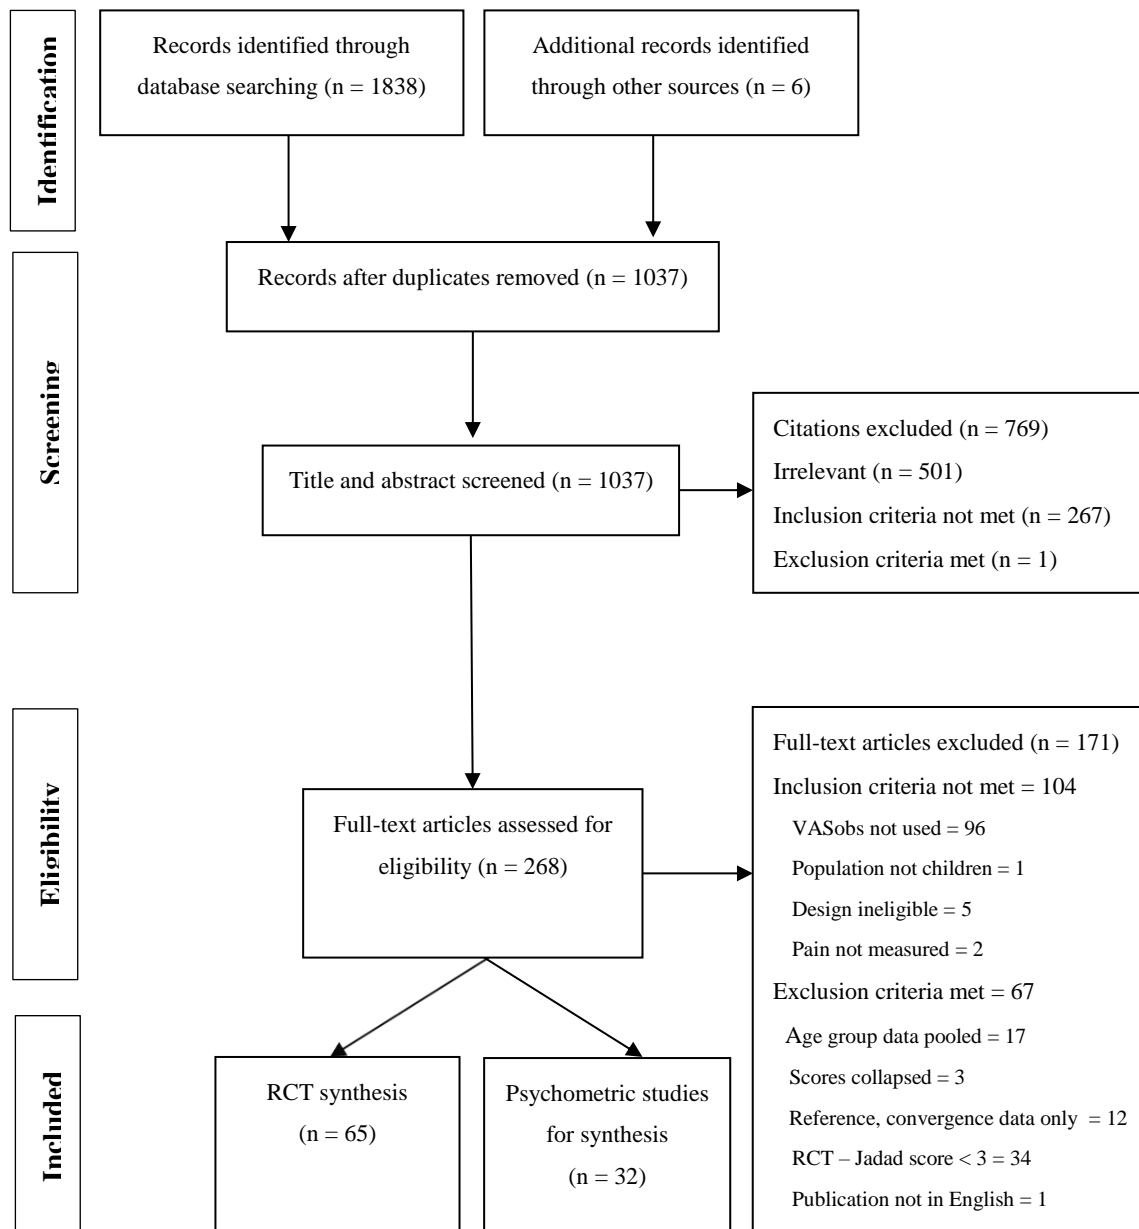 Identification
Records identified through
database searching (n = 1838)
Additional records identified
through other sources (n = 6)
Records after duplicates removed (n = 1037)
Screening
Title and abstract screened (n = 1037)
Citations excluded (n = 769)
Irrelevant (n = 501)
Inclusion criteria not met (n = 267)
Exclusion criteria met (n = 1)
Eligibility
Full-text articles assessed for
eligibility (n = 268)
Full-text articles excluded (n = 171)
Inclusion criteria not met = 104
VASobs not used = 96
Population not children = 1
Design ineligible = 5
Pain not measured = 2
Exclusion criteria met = 67
Age group data pooled = 17
Scores collapsed = 3
Reference, convergence data only = 12
RCT – Jadad score < 3 = 34
Publication not in English = 1
Included
RCT synthesis
(n = 65)
Psychometric studies
for synthesis
(n = 32)